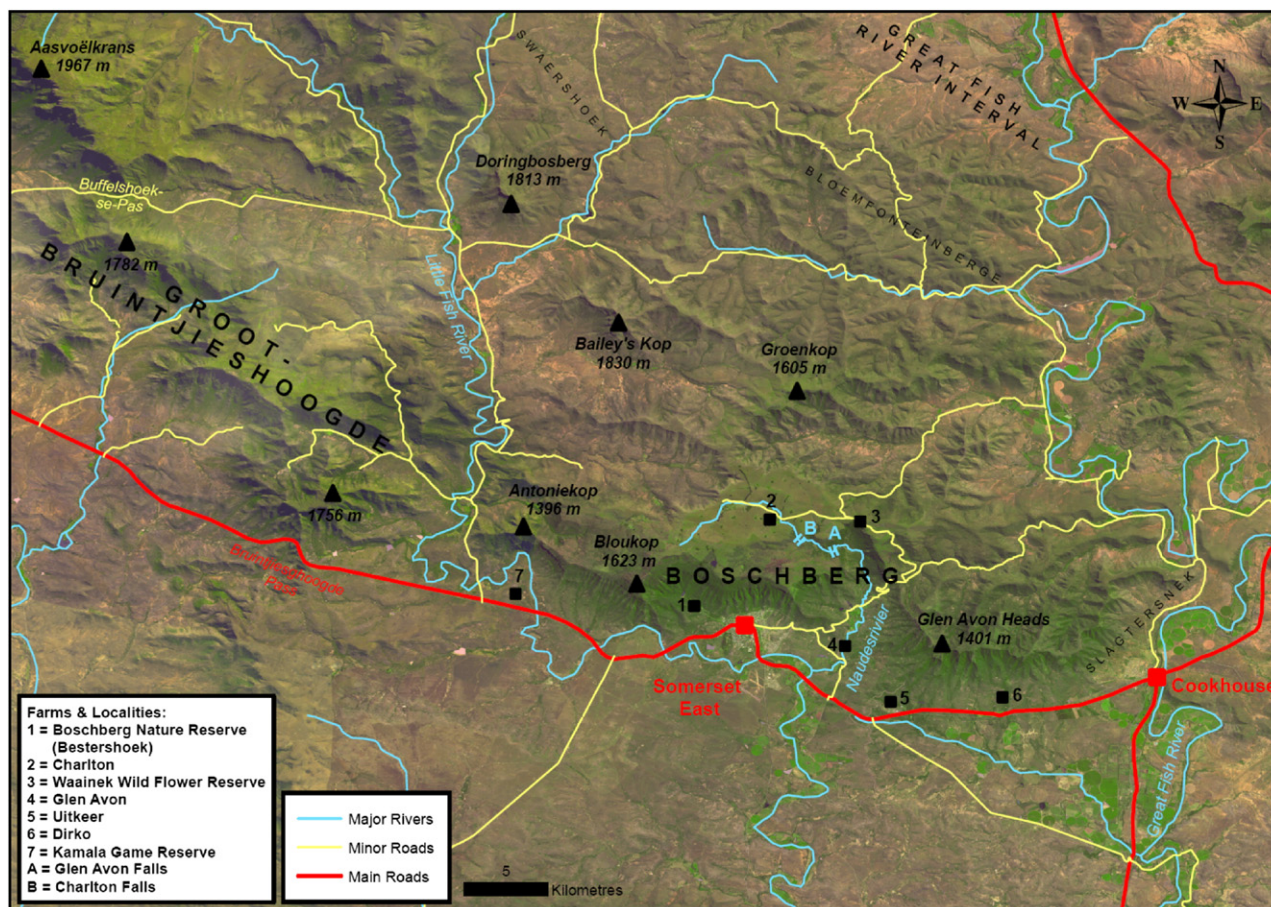 Aasvoëlkrans
1967 m
SWAERSHOEK
GREAT FISH
RIVER INTERVAL
N
W E
S
Doringbosberg
1813 m
Buffelshoek-
se-Pas
BLOEMFONTEINBERGE
1782 m
GROOT-
BRUINTJIESHOOGDE
Little Fish River
Bailey's Kop
1830 m
Groenkop
1605 m
1756 m
Antoniekop
1396 m
2
3
B A
Bloukop
1623 m
BOSCHBERG
Bruintjieshoogde
Pass
7
1
4
Naudesrivier
Glen Avon Heads
1401 m
SLAGTERSNEK
Somerset
East
5
6
Cookhouse
Great Fish River
Farms & Localities:
1 = Boschberg Nature Reserve
(Bestershoek)
2 = Charlton
3 = Waainek Wild Flower Reserve
4 = Glen Avon
5 = Uitkeer
6 = Dirko
7 = Kamala Game Reserve
A = Glen Avon Falls
B = Charlton Falls
Major Rivers
Minor Roads
Main Roads
5
Kilometres